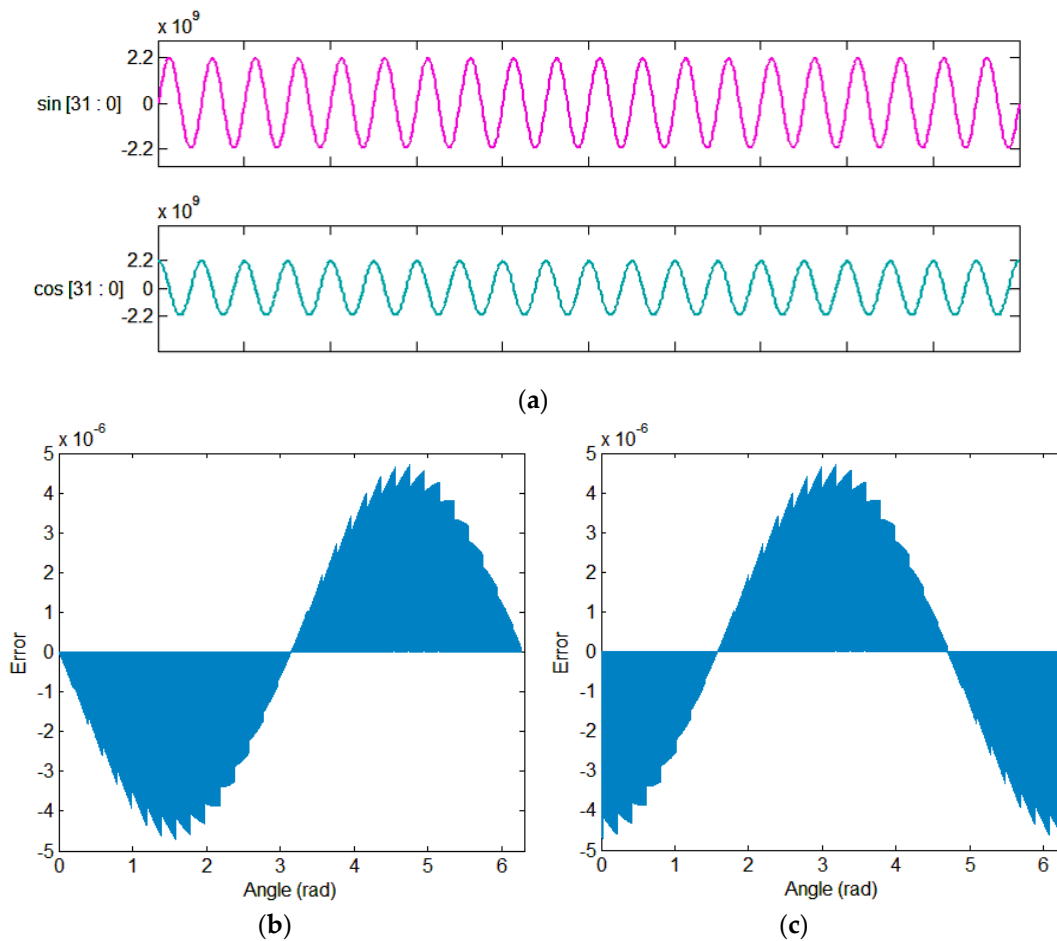 x 10^9
2.2
sin [31 : 0]
0
-2.2
x 10^9
2.2
cos [31 : 0]
0
-2.2
(a)
x 10^-6
5
4
3
2
1
0
-1
-2
-3
-4
-5
Error
0 1 2 3 4 5 6
Angle (rad)
(b)
x 10^-6
5
4
3
2
1
0
-1
-2
-3
-4
-5
Error
0 1 2 3 4 5 6
Angle (rad)
(c)